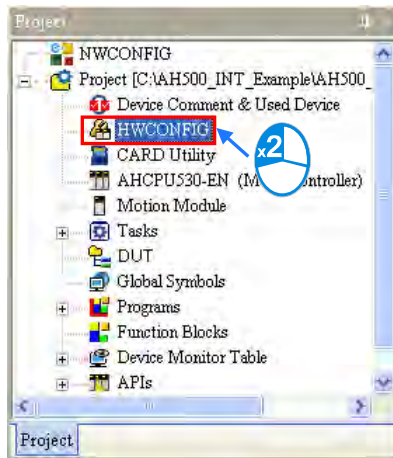 Project
NWCONFIG
Project [C:\AH500_INT_Example\AH500_
Device Comment & Used Device
HWCONFIG
x2
CARD Utility
AHCPU530-EN (M ntroller)
Motion Module
Tasks
DUT
Global Symbols
Programs
Function Blocks
Device Monitor Table
APIs
Project